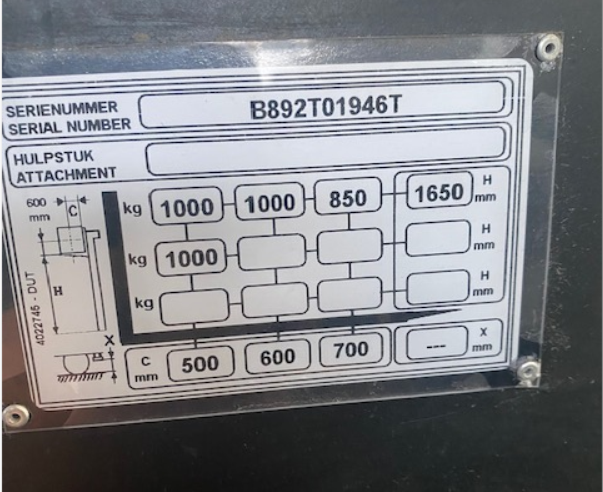 SERIENUMMER
SERIAL NUMBER
B892T01946T
HULPSTUK
ATTACHMENT
600
mm
C
H
X
4022745 - DUT
kg 1000 1000 850 1650 H mm
kg 1000 H mm
kg H mm
C mm 500 600 700 --- X mm